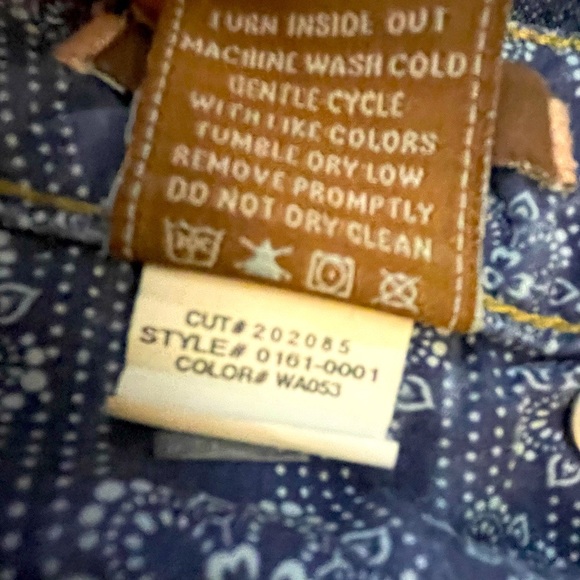 TURN INSIDE OUT
MACHINE WASH COLD
GENTLE CYCLE
WITH LIKE COLORS
TUMBLE DRY LOW
REMOVE PROMPTLY
DO NOT DRY CLEAN
CUT# 202085
STYLE# 0161-0001
COLOR# WA053